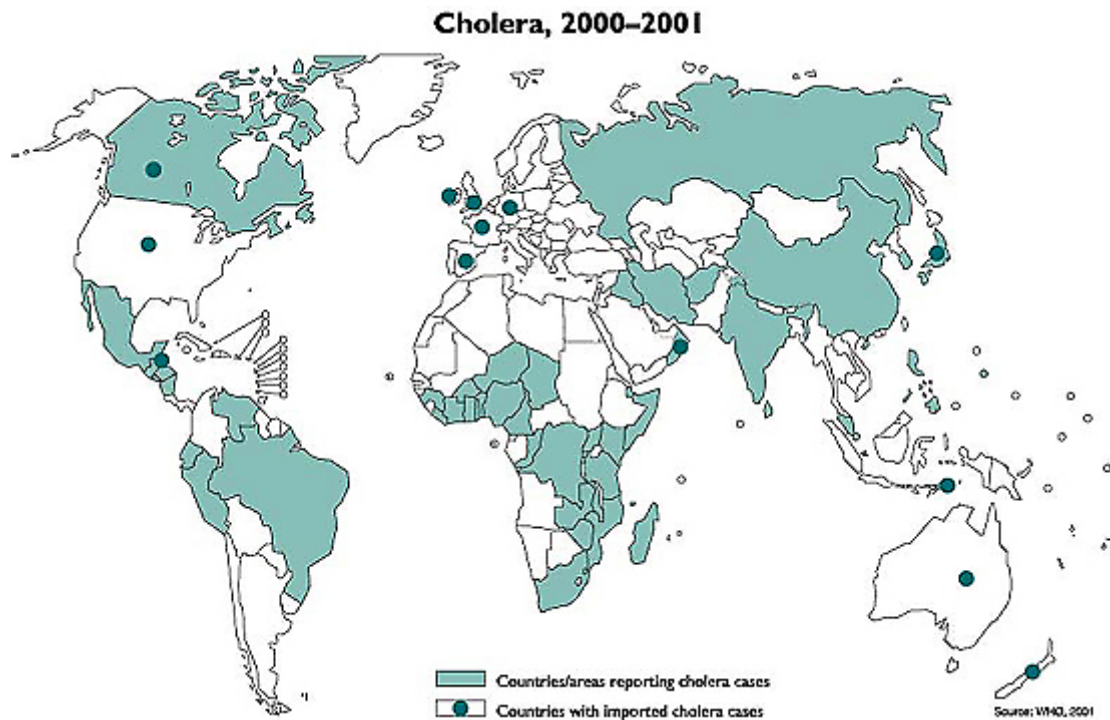 Cholera, 2000–2001
Countries/areas reporting cholera cases
Countries with imported cholera cases
Source: WHO, 2001